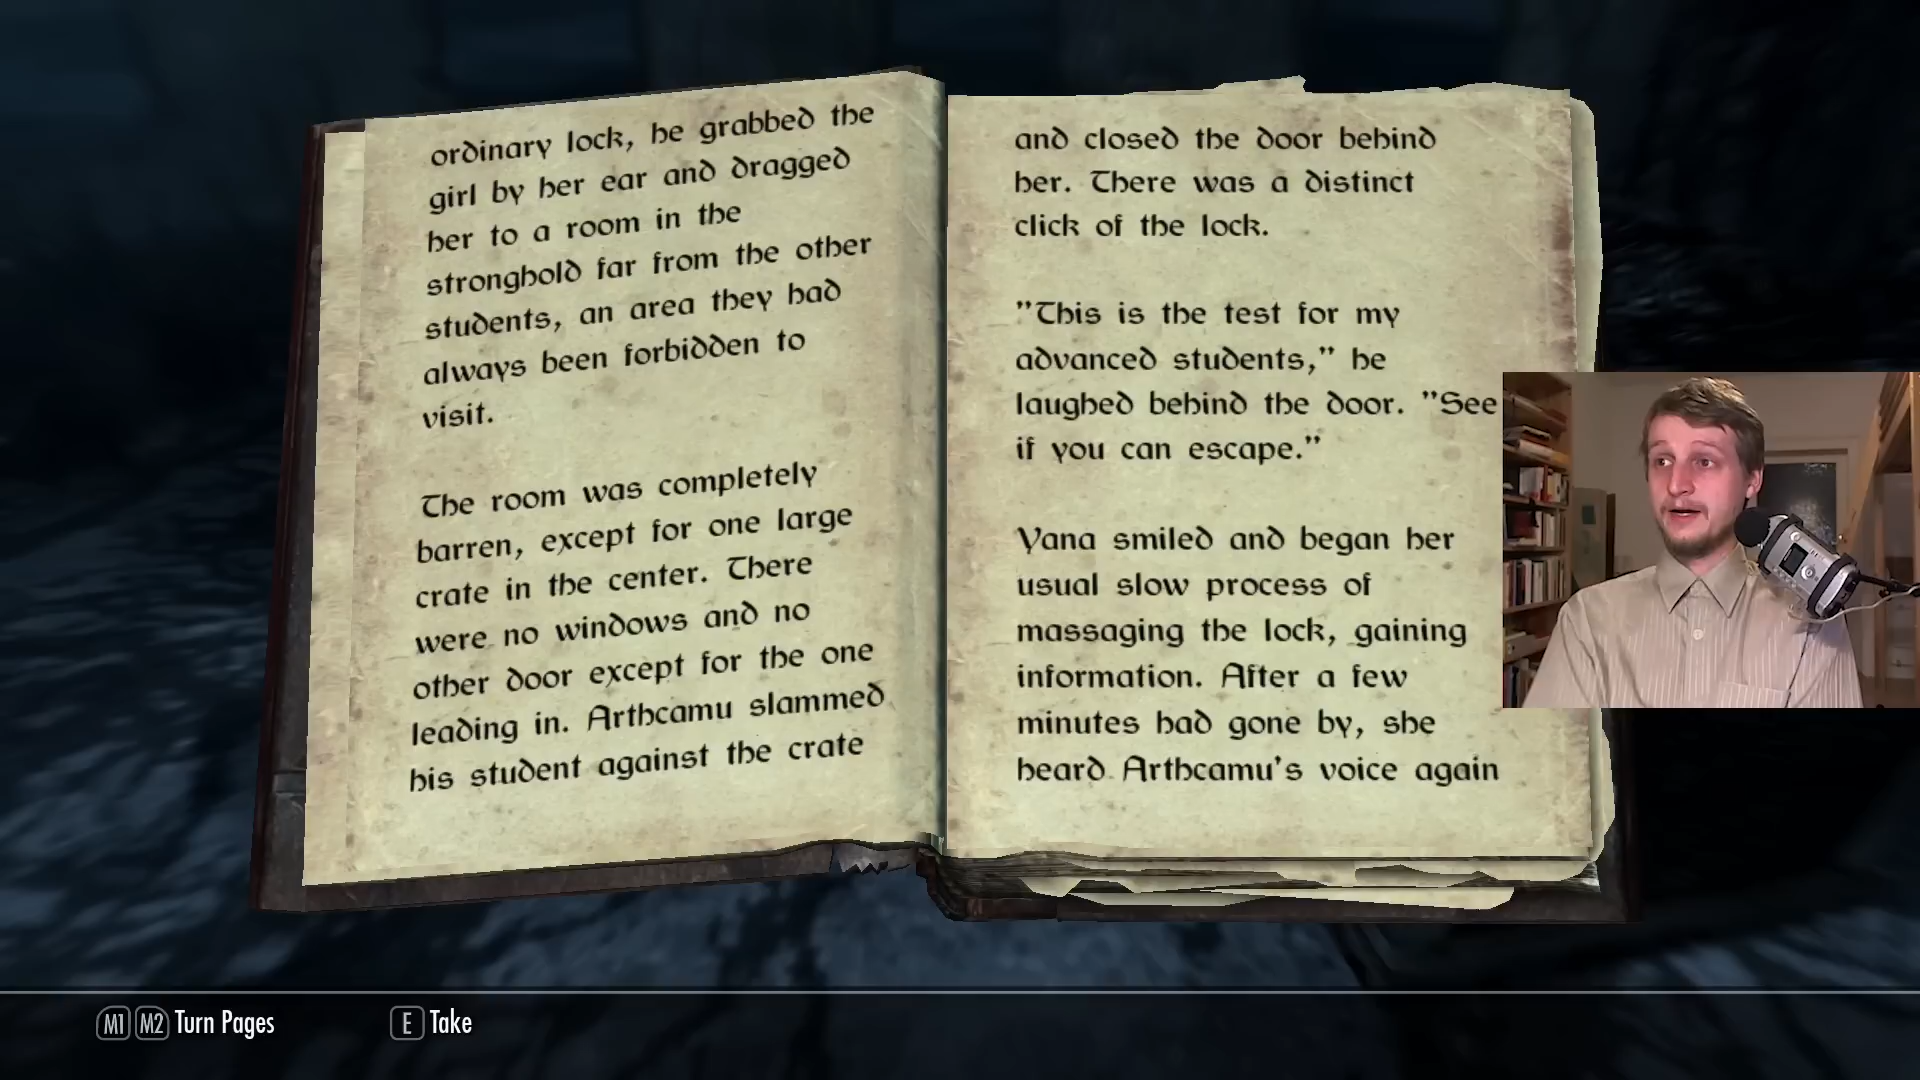 ordinary lock, he grabbed the
girl by her ear and dragged
her to a room in the
stronghold far from the other
students, an area they had
always been forbidden to
visit.
The room was completely
barren, except for one large
crate in the center. There
were no windows and no
other door except for the one
leading in. Arthcamu slammed
his student against the crate
and closed the door behind
her. There was a distinct
click of the lock.
"This is the test for my
advanced students," he
laughed behind the door. "See
if you can escape."
Yana smiled and began her
usual slow process of
massaging the lock, gaining
information. After a few
minutes had gone by, she
heard Arthcamu's voice again
M1 M2 Turn Pages
E Take